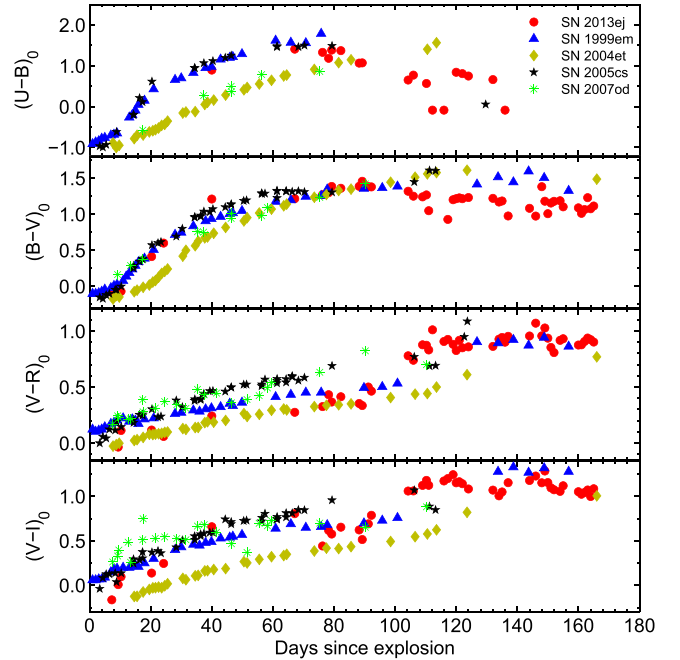 SN 2013ej
SN 1999em
SN 2004et
SN 2005cs
SN 2007od
(U−B)0
2.0
1.0
0.0
−1.0
(B−V)0
1.5
1.0
0.5
0.0
(V−R)0
1.0
0.5
0.0
(V−I)0
1.0
0.5
0.0
0 20 40 60 80 100 120 140 160 180
Days since explosion